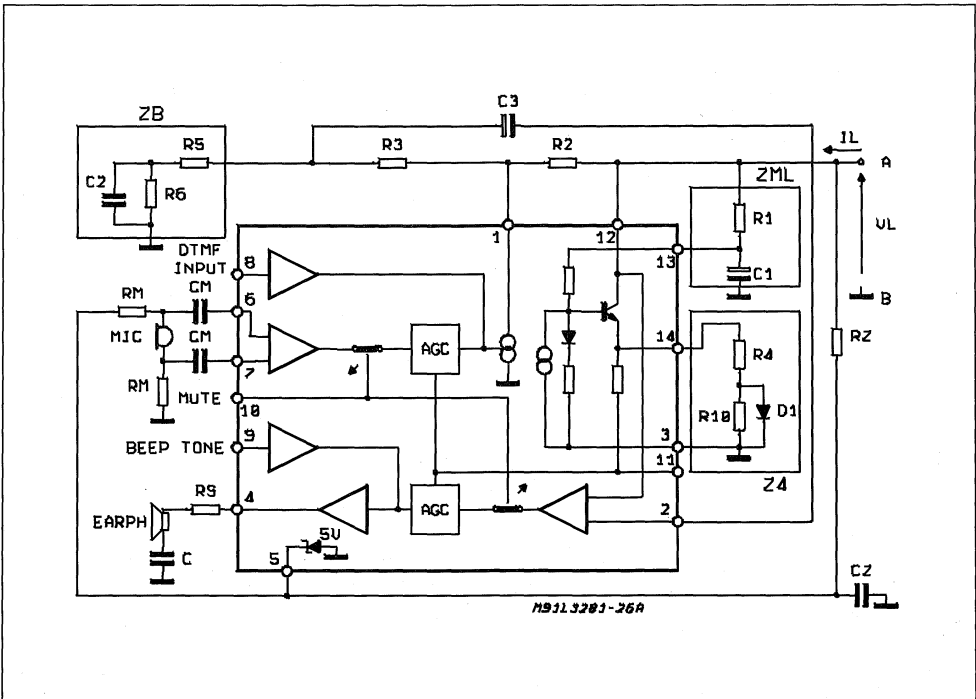 ZB
C3
R5
R3
R2
IL
A
C2
R6
ZML
R1
VL
1
12
13
DTMF
INPUT
8
C1
RM
CM
6
B
MIC
CM
AGC
14
RZ
RM
7
R4
MUTE
10
R10
D1
BEEP TONE
9
3
11
Z4
EARPH
RS
4
AGC
2
C
5
5V
CZ
M91L3281-26A